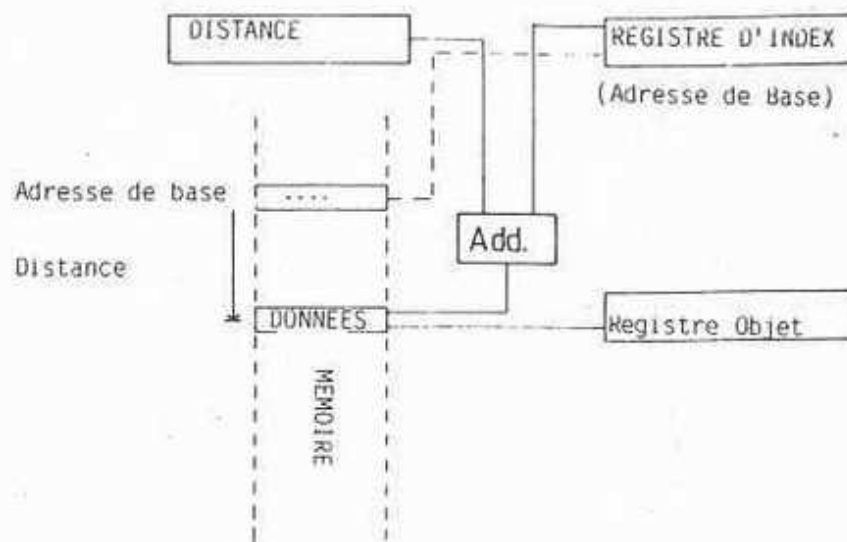 DISTANCE
REGISTRE D'INDEX
(Adresse de Base)
Adresse de base
....
Add.
Distance
DONNEES
Registre Objet
MEMOIRE